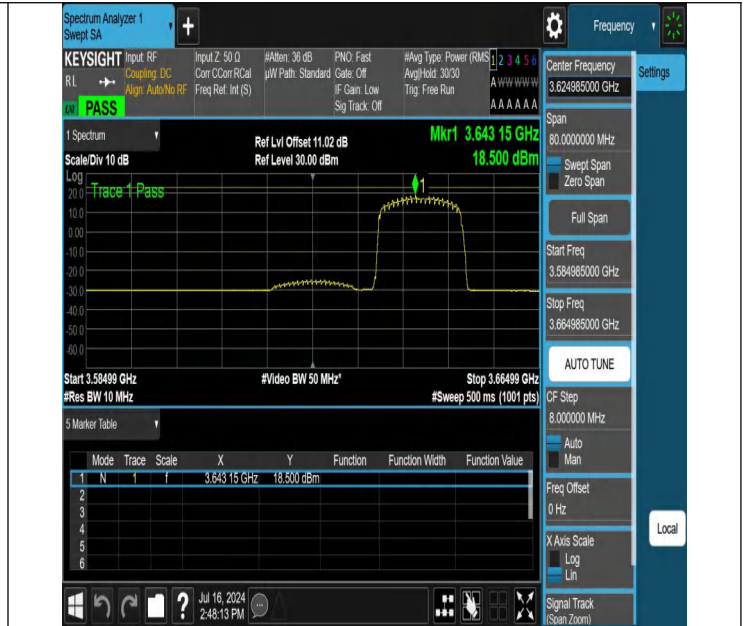 Spectrum Analyzer 1
Swept SA
+
Frequency
KEYSIGHT
RL
PASS
Input: RF
Coupling: DC
Align: Auto/No RF
Input Z: 50 Ω
Corr CCorr RCal
Freq Ref: Int (S)
#Atten: 36 dB
µW Path: Standard
PNO: Fast
Gate: Off
IF Gain: Low
Sig Track: Off
#Avg Type: Power (RMS
Avg|Hold: 30/30
Trig: Free Run
1 2 3 4 5 6
A W W W W W
A A A A A A
1 Spectrum
Scale/Div 10 dB
Ref Lvl Offset 11.02 dB
Ref Level 30.00 dBm
Mkr1 3.643 15 GHz
18.500 dBm
Log
Trace 1 Pass
1
20.0
10.0
0.00
-10.0
-20.0
-30.0
-40.0
-50.0
-60.0
Start 3.58499 GHz
#Video BW 50 MHz*
Stop 3.66499 GHz
#Res BW 10 MHz
#Sweep 500 ms (1001 pts)
5 Marker Table
Mode Trace Scale X Y Function Function Width Function Value
1 N 1 f 3.643 15 GHz 18.500 dBm
2
3
4
5
6
Jul 16, 2024
2:48:13 PM
?
Center Frequency
3.624985000 GHz
Settings
Span
80.0000000 MHz
Swept Span
Zero Span
Full Span
Start Freq
3.584985000 GHz
Stop Freq
3.664985000 GHz
AUTO TUNE
CF Step
8.000000 MHz
Auto
Man
Freq Offset
0 Hz
X Axis Scale
Log
Lin
Signal Track
(Span Zoom)
Local